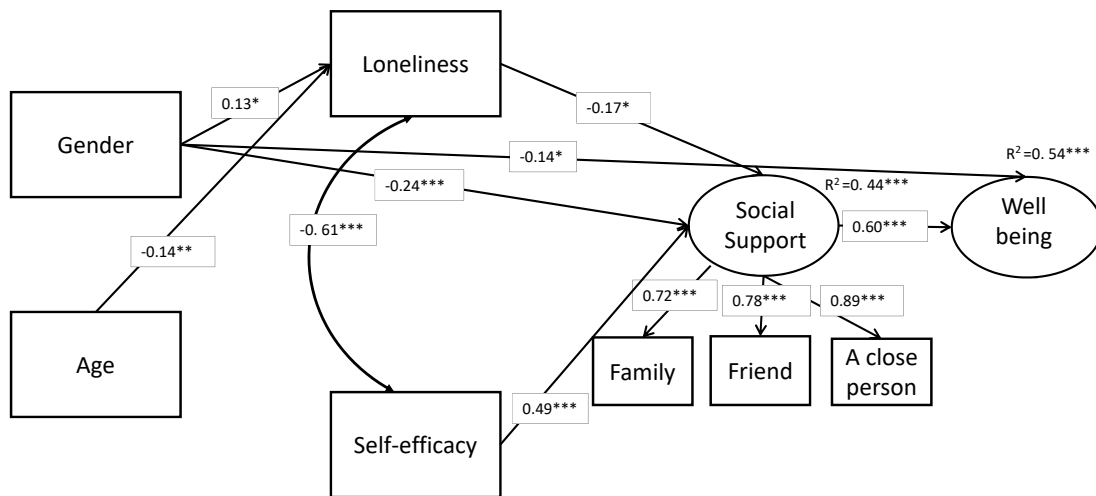 Loneliness
0.13*
-0.17*
Gender
-0.14*
R²=0. 54***
-0.24***
R²=0. 44***
Social
Support
0.60***
Well
being
-0. 61***
-0.14**
0.72***
0.78***
0.89***
Age
Family
Friend
A close
person
0.49***
Self-efficacy